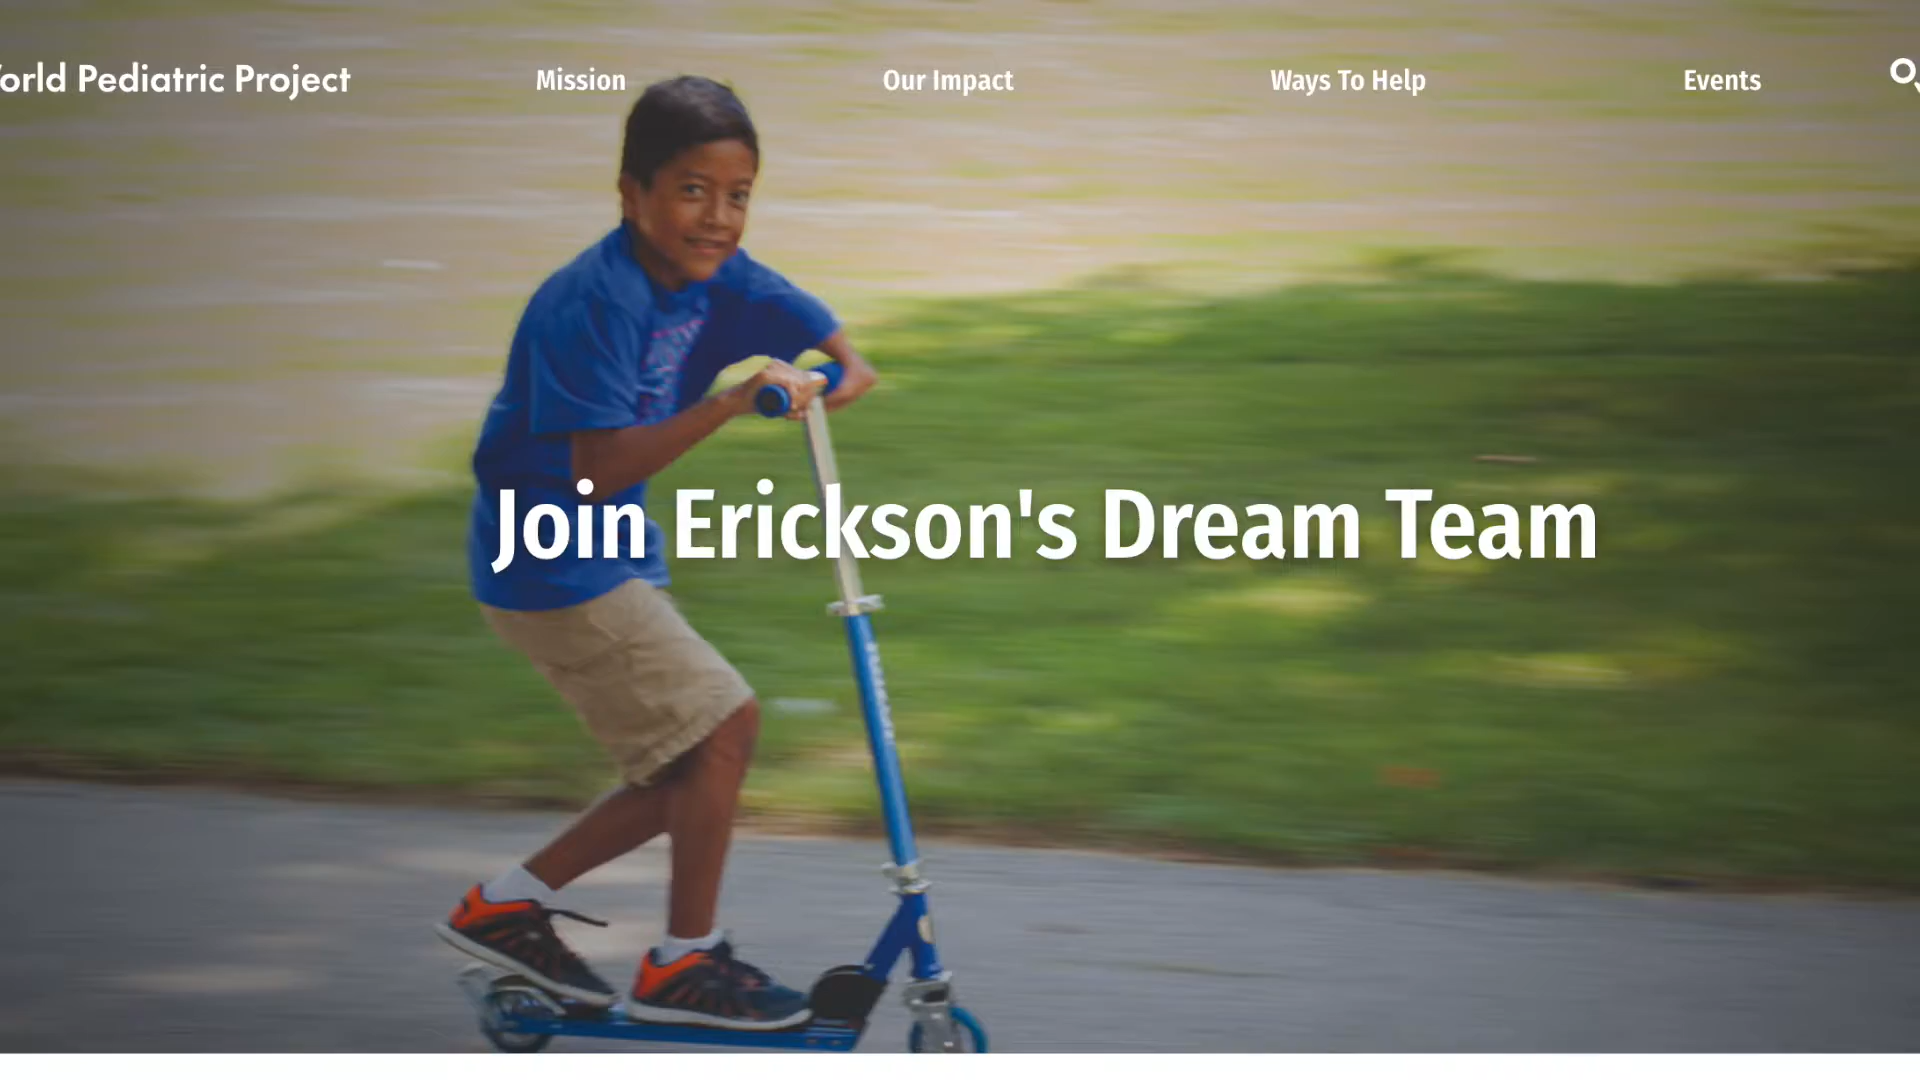 orld Pediatric Project
Mission
Our Impact
Ways To Help
Events
Join Erickson's Dream Team